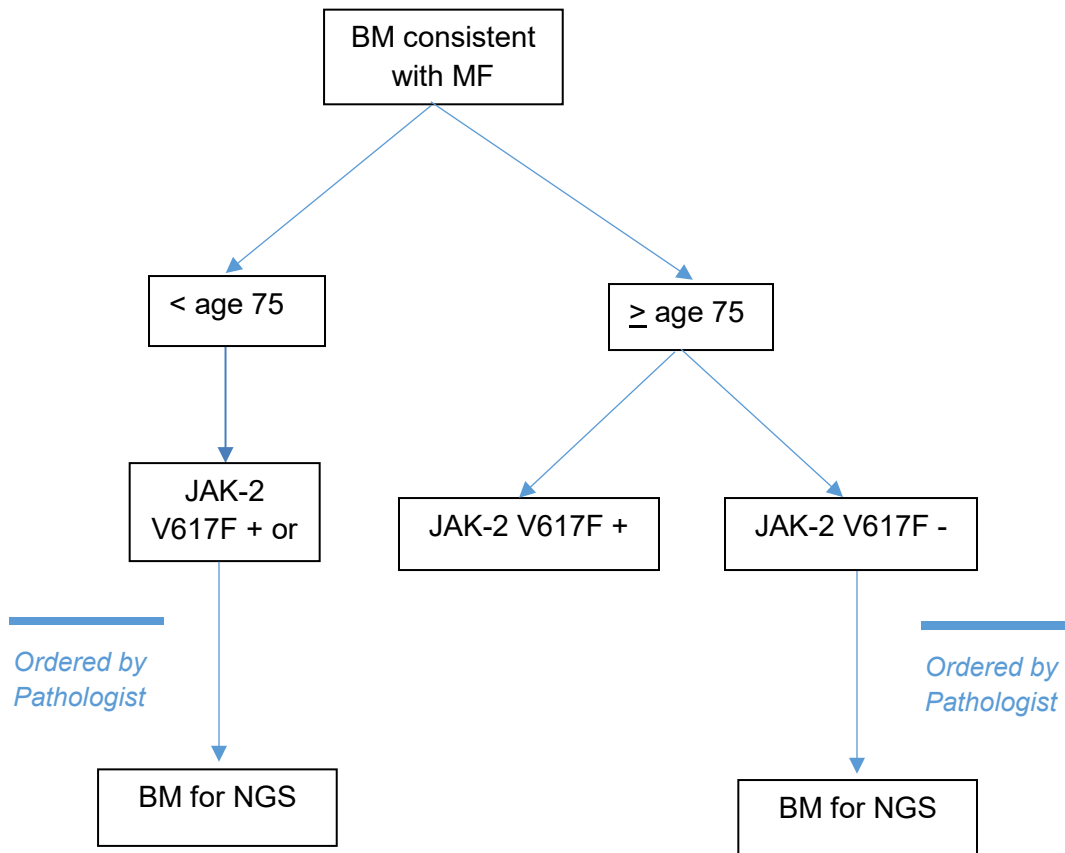 BM consistent
with MF
< age 75
≥ age 75
JAK-2
V617F + or
JAK-2 V617F +
JAK-2 V617F -
Ordered by
Pathologist
Ordered by
Pathologist
BM for NGS
BM for NGS